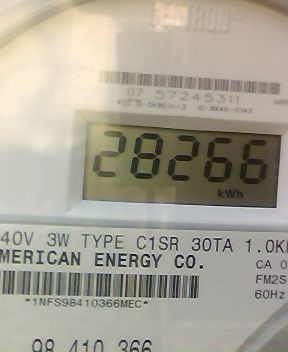 CENTRON
07 57245311
28266
kWh
40V 3W TYPE C1SR 30TA 1.0K
MERICAN ENERGY CO.
CA 0
FM2S
60Hz
*1NFS98410366MEC*
98 410 366